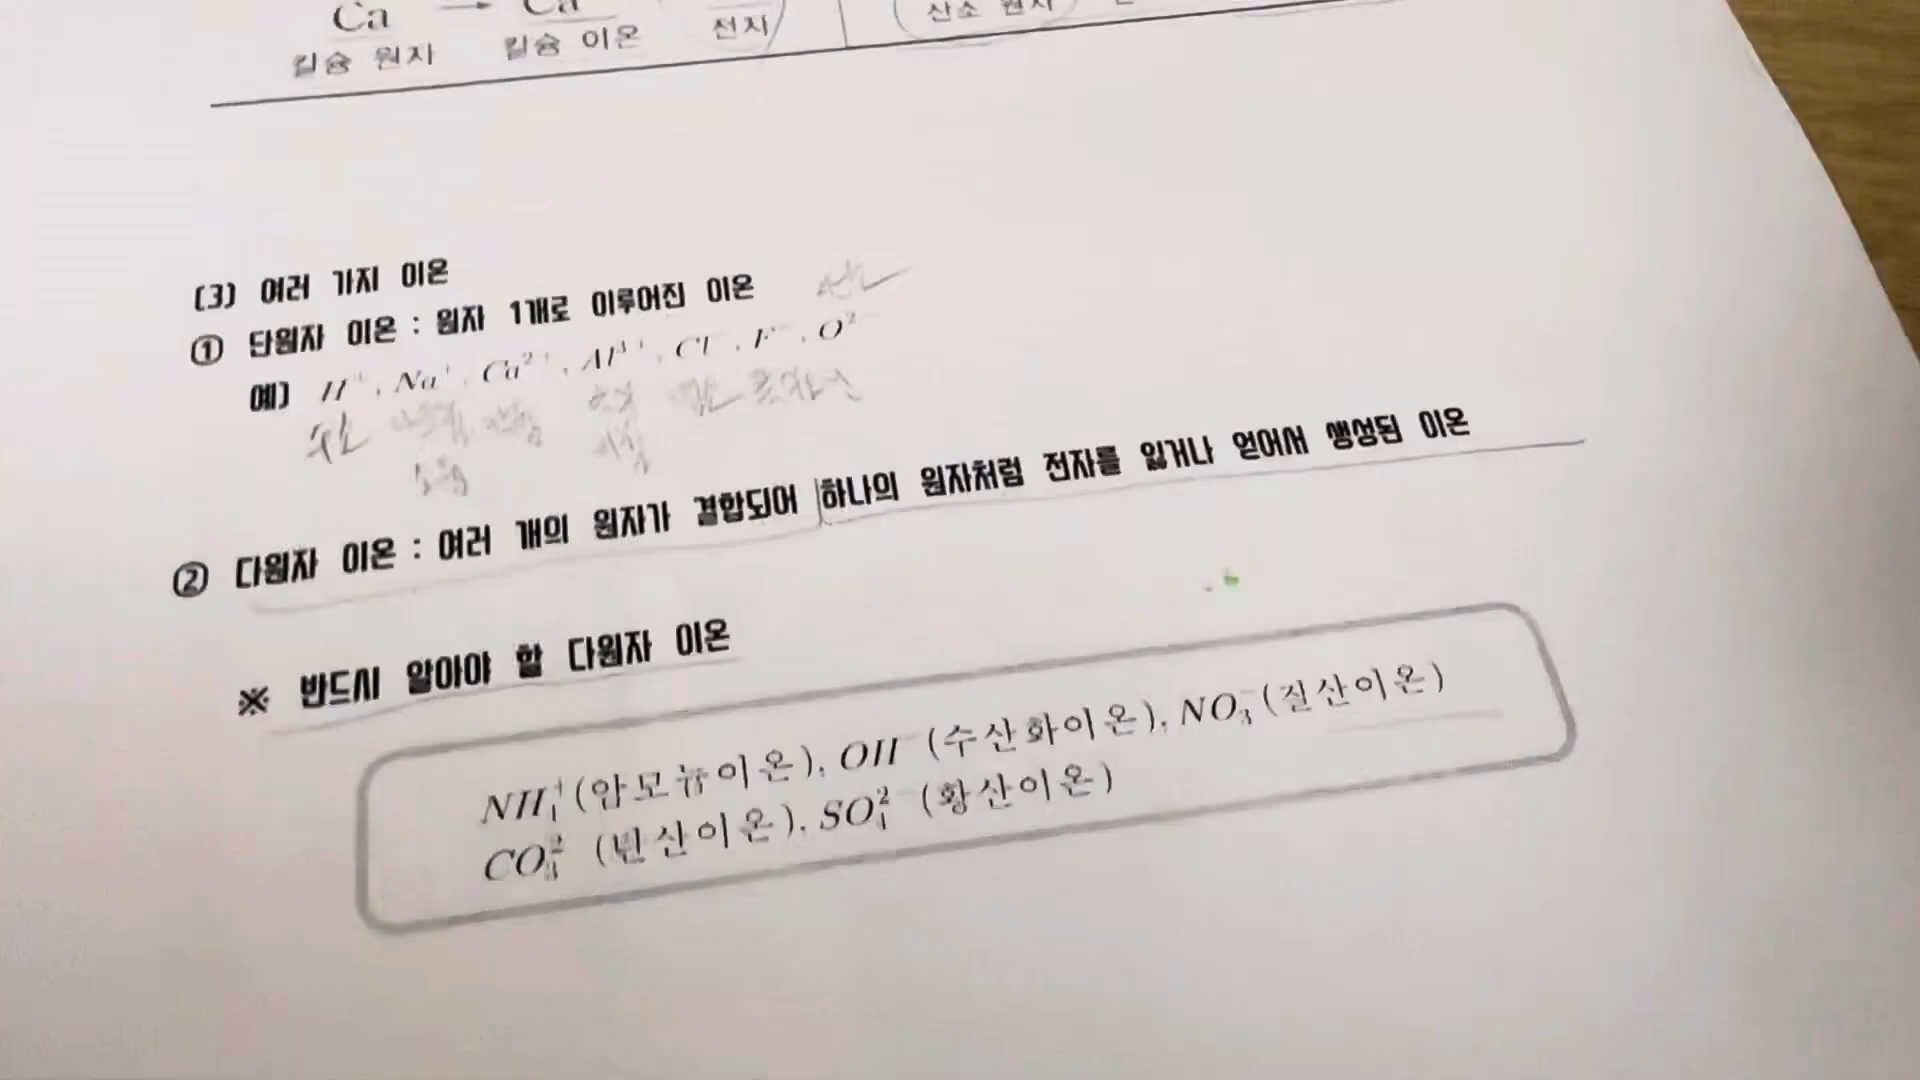 Ca → Ca 전자 산소 원자
칼슘 원자 칼슘 이온
(3) 여러 가지 이온
① 단원자 이온 : 원자 1개로 이루어진 이온
예) H⁺, Na⁺, Ca²⁺, Al³⁺, Cl⁻, F⁻, O²⁻
수소
② 다원자 이온 : 여러 개의 원자가 결합되어 하나의 원자처럼 전자를 잃거나 얻어서 생성된 이온
※ 반드시 알아야 할 다원자 이온
NH₄⁺(암모늄이온), OH⁻(수산화이온), NO₃⁻(질산이온)
CO₃²⁻(탄산이온), SO₄²⁻(황산이온)